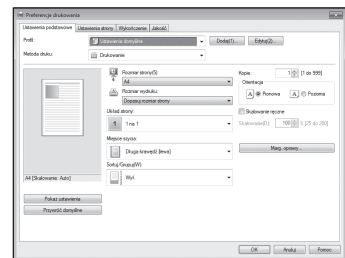 Preferencje drukowania
Ustawienia podstawowe Ustawienia strony Wykończenie Jakość
Profil: Ustawienia domyślne Dodaj(1)... Edytuj(2)...
Metoda druku: Drukowanie
Rozmiar strony(S):
A4
Rozmiar wydruku:
Dopasuj rozmiar strony
Układ strony:
1 1 na 1
Miejsce szycia:
Długa krawędź [lewa]
Sortuj/Grupuj(W):
Wył.
Kopie: 1 [1 do 999]
Orientacja
A Pionowa A Pozioma
Skalowanie ręczne
Skalowanie(D): 100 % [25 do 200]
Marg. oprawy...
A4 [Skalowanie: Auto]
Pokaż ustawienia
Przywróć domyślne
OK Anuluj Pomoc